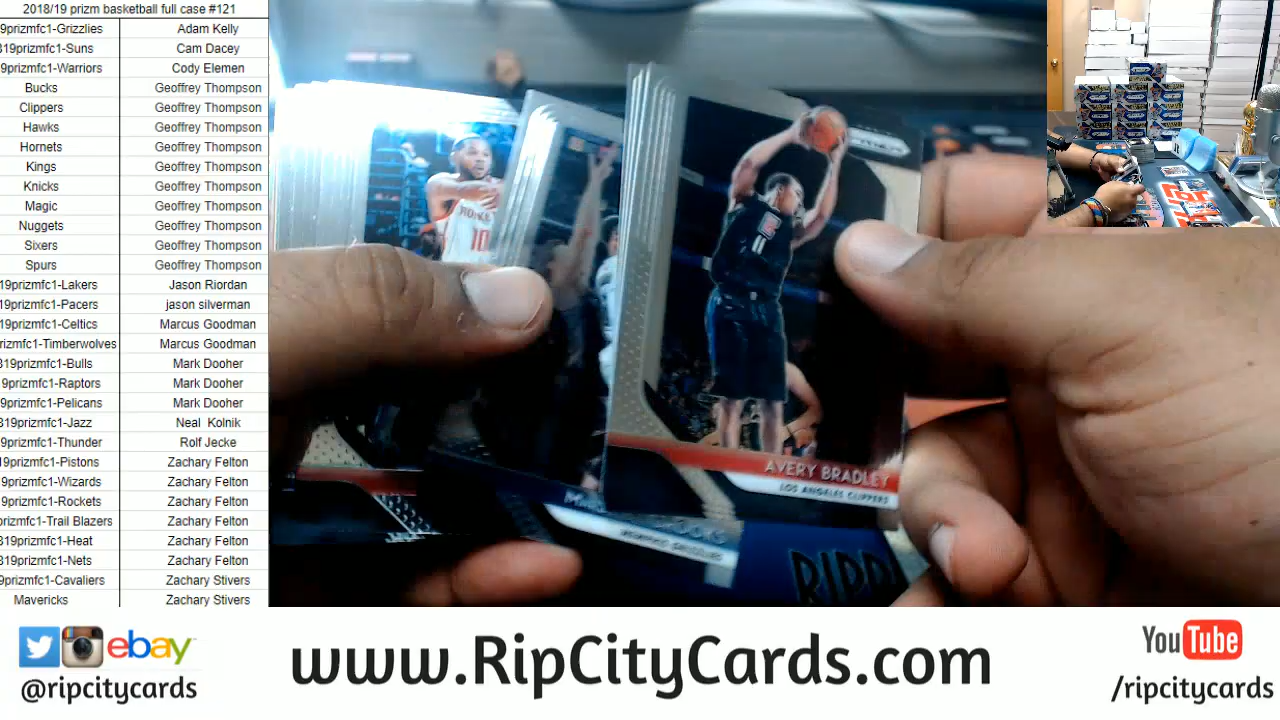 2018/19 prizm basketball full case #121
9prizmfc1-Grizzlies Adam Kelly
319prizmfc1-Suns Cam Dacey
9prizmfc1-Warriors Cody Elemen
Bucks Geoffrey Thompson
Clippers Geoffrey Thompson
Hawks Geoffrey Thompson
Hornets Geoffrey Thompson
Kings Geoffrey Thompson
Knicks Geoffrey Thompson
Magic Geoffrey Thompson
Nuggets Geoffrey Thompson
Sixers Geoffrey Thompson
Spurs Geoffrey Thompson
19prizmfc1-Lakers Jason Riordan
19prizmfc1-Pacers jason silverman
19prizmfc1-Celtics Marcus Goodman
rizmfc1-Timberwolves Marcus Goodman
319prizmfc1-Bulls Mark Dooher
9prizmfc1-Raptors Mark Dooher
9prizmfc1-Pelicans Mark Dooher
319prizmfc1-Jazz Neal Kolnik
9prizmfc1-Thunder Rolf Jecke
19prizmfc1-Pistons Zachary Felton
9prizmfc1-Wizards Zachary Felton
9prizmfc1-Rockets Zachary Felton
prizmfc1-Trail Blazers Zachary Felton
319prizmfc1-Heat Zachary Felton
319prizmfc1-Nets Zachary Felton
9prizmfc1-Cavaliers Zachary Stivers
Mavericks Zachary Stivers
10
11
AVERY BRADLEY
LOS ANGELES CLIPPERS
RIPP
ebay
@ripcitycards
www.RipCityCards.com
YouTube
/ripcitycards